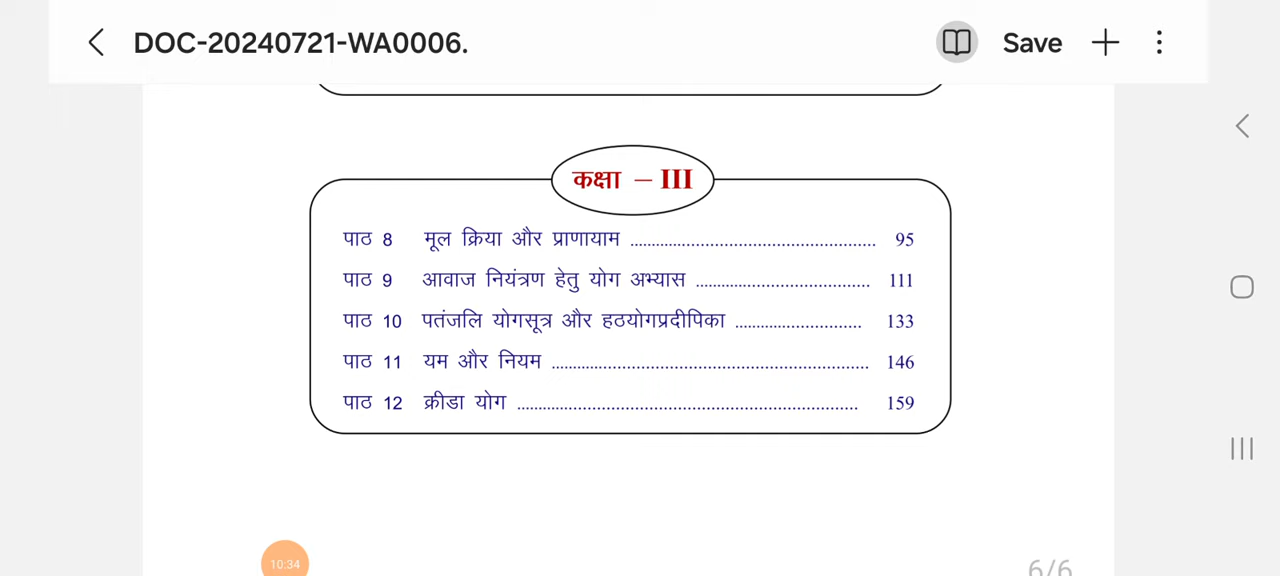 DOC-20240721-WA0006.
Save
कक्षा – III
पाठ 8 मूल क्रिया और प्राणायाम ........................................................... 95
पाठ 9 आवाज नियंत्रण हेतु योग अभ्यास .......................................... 111
पाठ 10 पतंजलि योगसूत्र और हठयोगप्रदीपिका .............................. 133
पाठ 11 यम और नियम ............................................................................ 146
पाठ 12 क्रीडा योग .................................................................................. 159
10:34
6/6